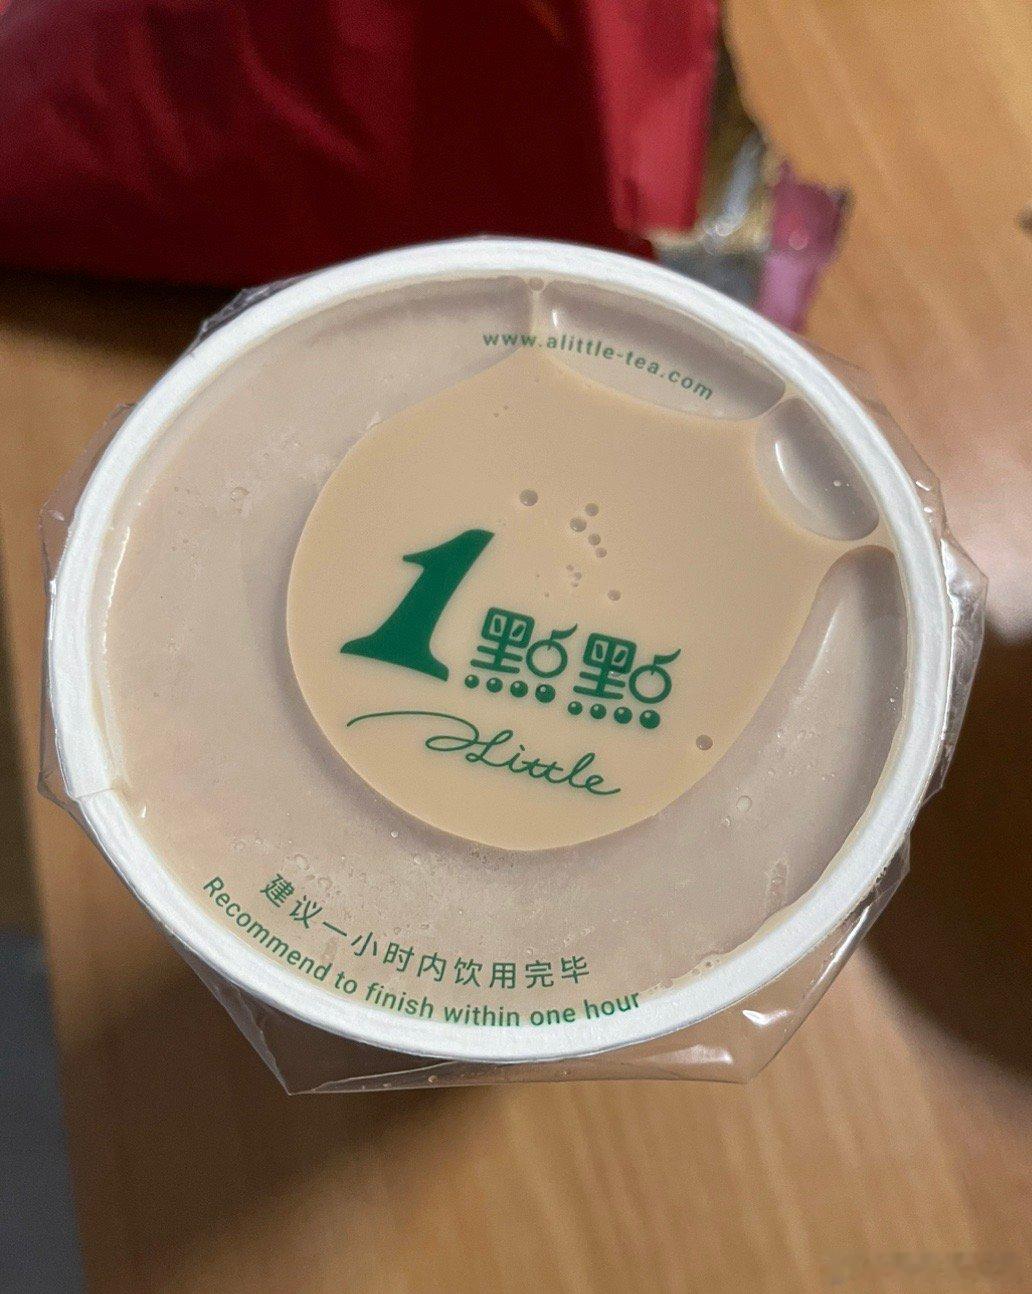 www.alittle-tea.com
1點點
aLittle
建议一小时内饮用完毕
Recommend to finish within one hour